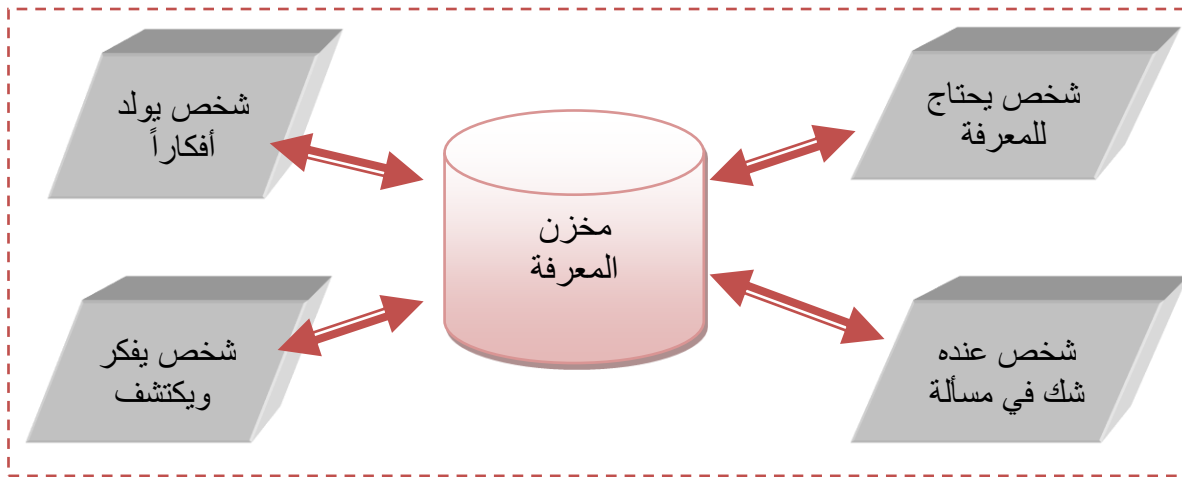 شخص يحتاج
للمعرفة
شخص يولد
أفكاراً
مخزن
المعرفة
شخص عنده
شك في مسألة
شخص يفكر
ويكتشف